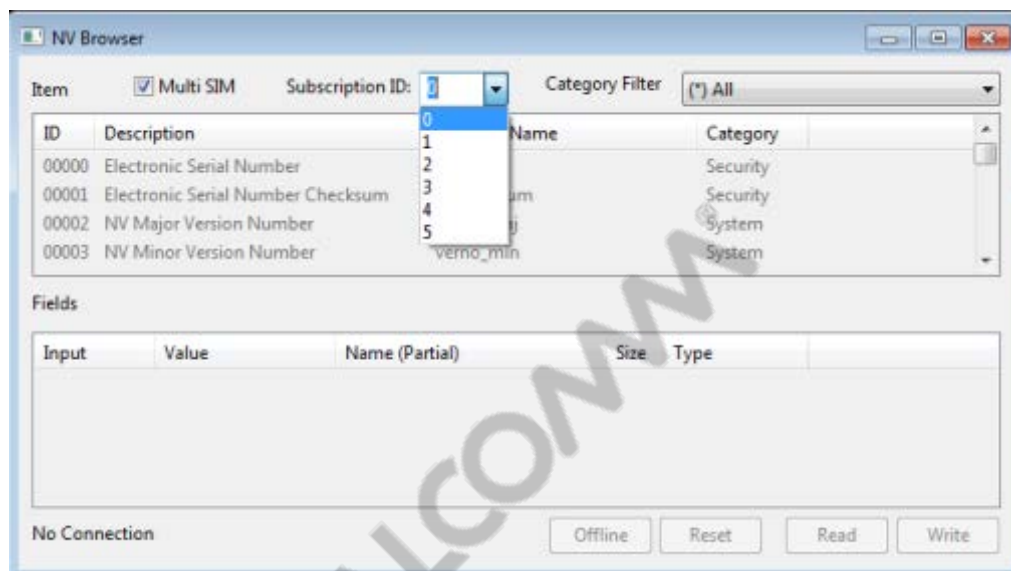 NV Browser
Item Multi SIM Subscription ID: 0 Category Filter (*) All
ID Description Name Category
0
1
2
3
4
5
00000 Electronic Serial Number Security
00001 Electronic Serial Number Checksum Security
00002 NV Major Version Number System
00003 NV Minor Version Number verno_min System
Fields
Input Value Name (Partial) Size Type
No Connection Offline Reset Read Write
ALCOMM®